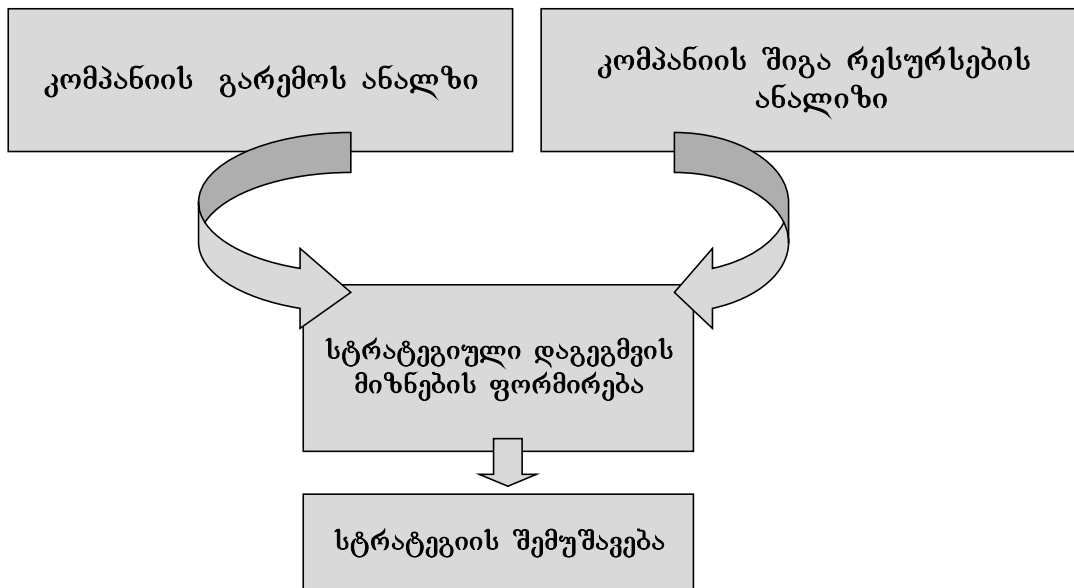 კომპანიის გარემოს ანალზი
კომპანიის შიგა რესურსების
ანალიზი
სტრატეგიული დაგეგმვის
მიზნების ფორმირება
სტრატეგიის შემუშავება